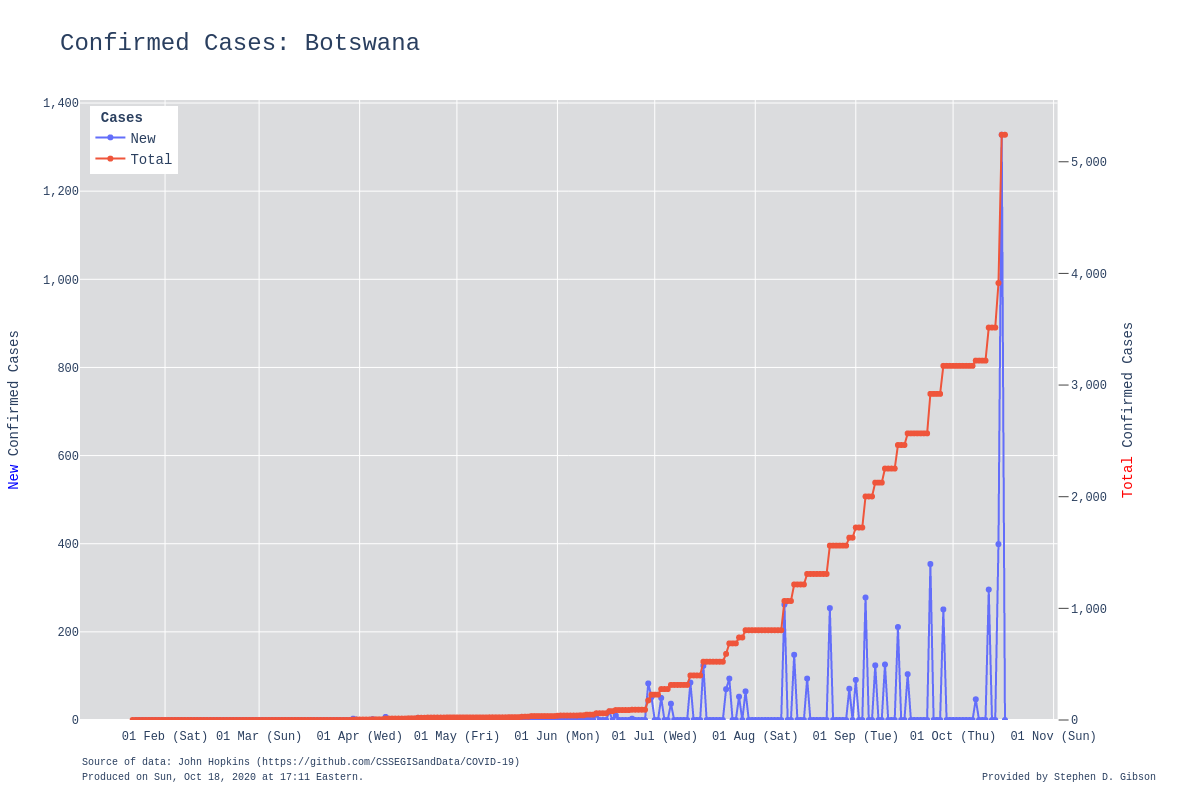 Confirmed Cases: Botswana
Cases
New
Total
1,400
1,200
1,000
800
600
400
200
0
5,000
4,000
3,000
2,000
1,000
0
New Confirmed Cases
Total Confirmed Cases
01 Feb (Sat) 01 Mar (Sun) 01 Apr (Wed) 01 May (Fri) 01 Jun (Mon) 01 Jul (Wed) 01 Aug (Sat) 01 Sep (Tue) 01 Oct (Thu) 01 Nov (Sun)
Source of data: John Hopkins (https://github.com/CSSEGISandData/COVID-19)
Produced on Sun, Oct 18, 2020 at 17:11 Eastern.
Provided by Stephen D. Gibson